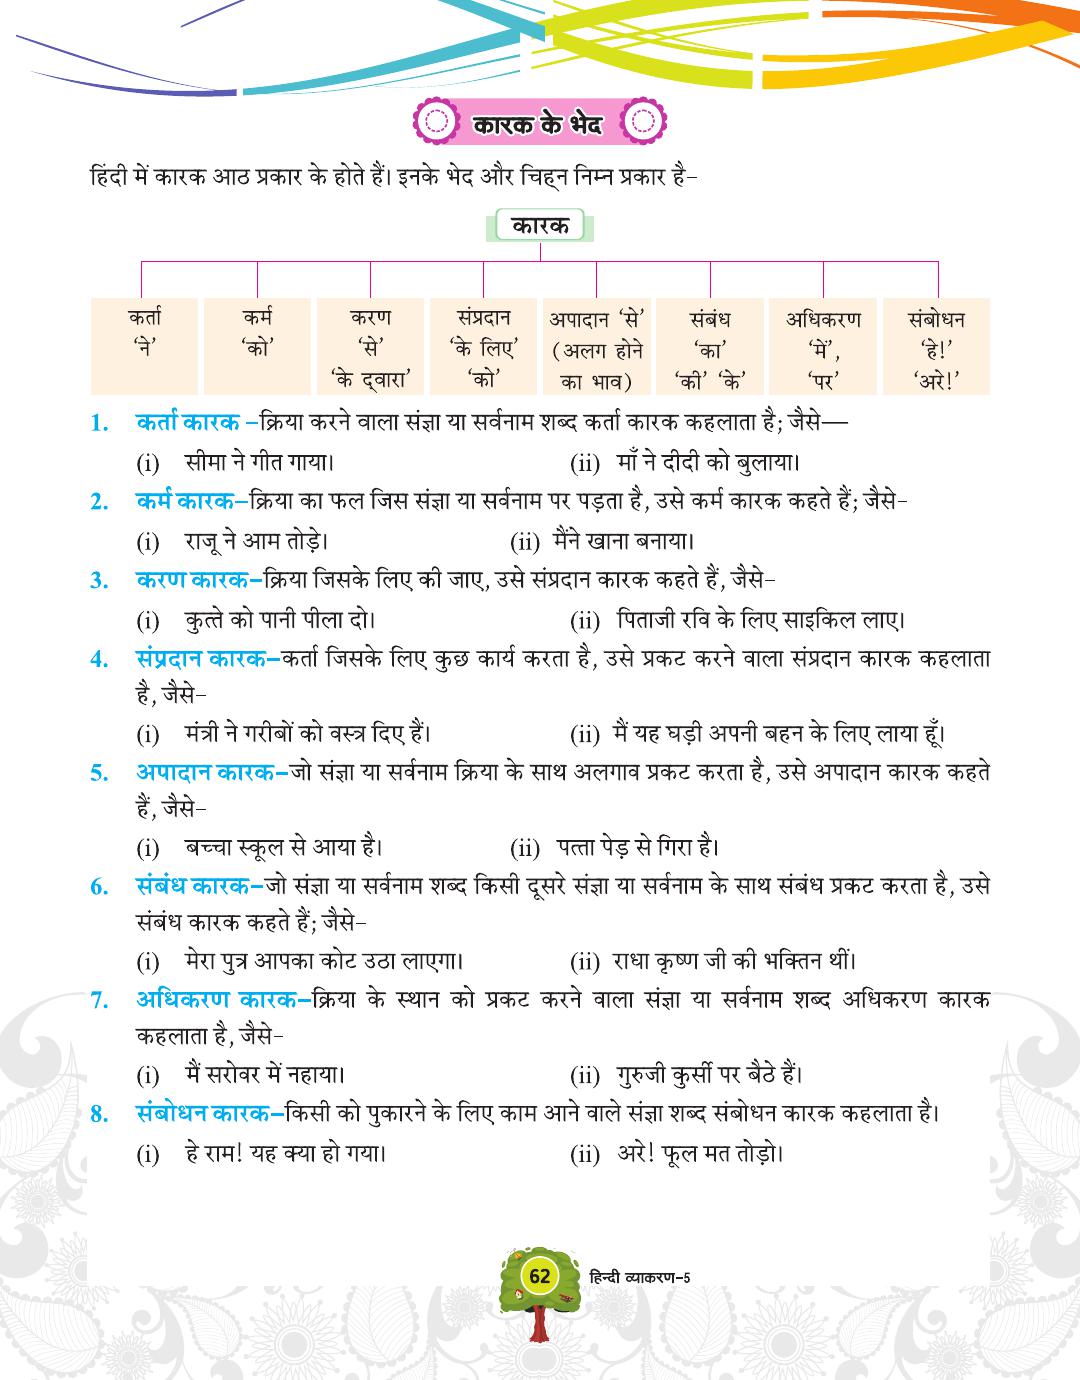 कारक के भेद
हिंदी में कारक आठ प्रकार के होते हैं। इनके भेद और चिह्न निम्न प्रकार है–
कारक
कर्ता
‘ने’
कर्म
‘को’
करण
‘से’
‘के द्वारा’
संप्रदान
‘के लिए’
‘को’
अपादान ‘से’
(अलग होने
का भाव)
संबंध
‘का’
‘की’ ‘के’
अधिकरण
‘में’,
‘पर’
संबोधन
‘हे!’
‘अरे!’
1. कर्ता कारक –क्रिया करने वाला संज्ञा या सर्वनाम शब्द कर्ता कारक कहलाता है; जैसे—
(i) सीमा ने गीत गाया। (ii) माँ ने दीदी को बुलाया।
2. कर्म कारक–क्रिया का फल जिस संज्ञा या सर्वनाम पर पड़ता है, उसे कर्म कारक कहते हैं; जैसे–
(i) राजू ने आम तोड़े। (ii) मैंने खाना बनाया।
3. करण कारक–क्रिया जिसके लिए की जाए, उसे संप्रदान कारक कहते हैं, जैसे–
(i) कुत्ते को पानी पीला दो। (ii) पिताजी रवि के लिए साइकिल लाए।
4. संप्रदान कारक–कर्ता जिसके लिए कुछ कार्य करता है, उसे प्रकट करने वाला संप्रदान कारक कहलाता
है, जैसे–
(i) मंत्री ने गरीबों को वस्त्र दिए हैं। (ii) मैं यह घड़ी अपनी बहन के लिए लाया हूँ।
5. अपादान कारक–जो संज्ञा या सर्वनाम क्रिया के साथ अलगाव प्रकट करता है, उसे अपादान कारक कहते
हैं, जैसे–
(i) बच्चा स्कूल से आया है। (ii) पत्ता पेड़ से गिरा है।
6. संबंध कारक–जो संज्ञा या सर्वनाम शब्द किसी दूसरे संज्ञा या सर्वनाम के साथ संबंध प्रकट करता है, उसे
संबंध कारक कहते हैं; जैसे–
(i) मेरा पुत्र आपका कोट उठा लाएगा। (ii) राधा कृष्ण जी की भक्तिन थीं।
7. अधिकरण कारक–क्रिया के स्थान को प्रकट करने वाला संज्ञा या सर्वनाम शब्द अधिकरण कारक
कहलाता है, जैसे–
(i) मैं सरोवर में नहाया। (ii) गुरुजी कुर्सी पर बैठे हैं।
8. संबोधन कारक–किसी को पुकारने के लिए काम आने वाले संज्ञा शब्द संबोधन कारक कहलाता है।
(i) हे राम! यह क्या हो गया। (ii) अरे! फूल मत तोड़ो।
62 हिन्दी व्याकरण–5